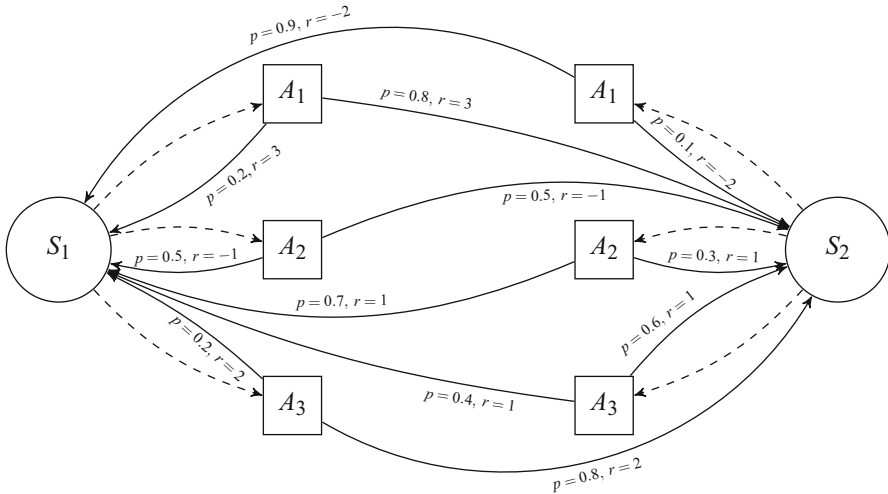 p = 0.9, r = −2
A₁
A₁
p = 0.8, r = 3
p = 0.1, r = −2
p = 0.2, r = 3
p = 0.5, r = −1
S₁
A₂
A₂
S₂
p = 0.5, r = −1
p = 0.3, r = 1
p = 0.7, r = 1
p = 0.6, r = 1
p = 0.2, r = 2
A₃
p = 0.4, r = 1
A₃
p = 0.8, r = 2